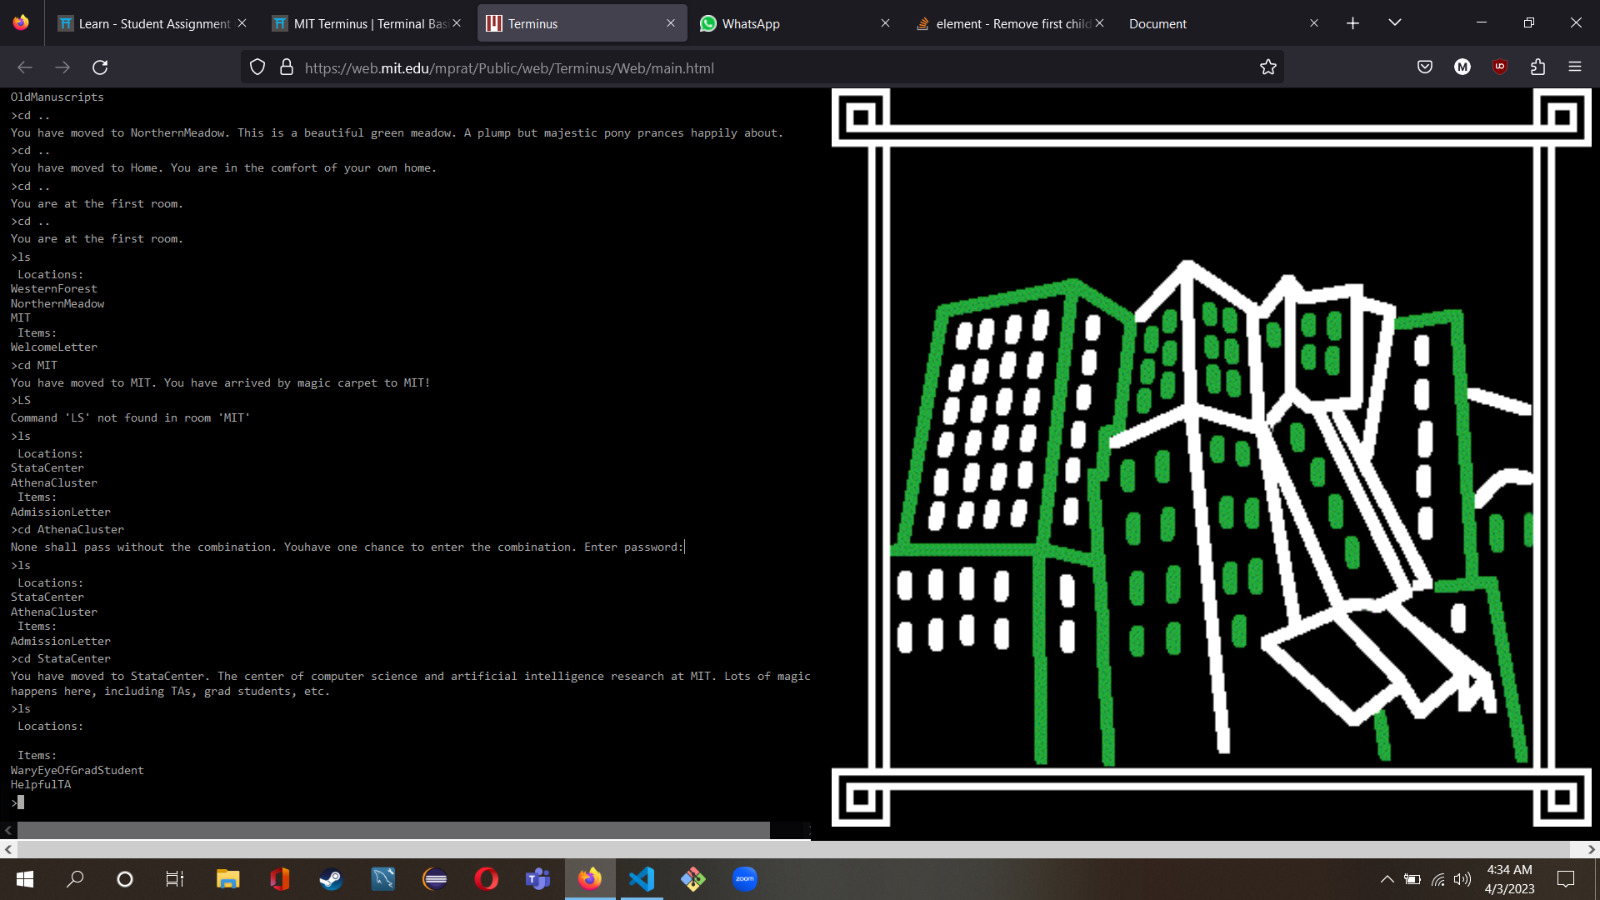 Learn - Student Assignment
MIT Terminus | Terminal Bas
Terminus
WhatsApp
element - Remove first child
Document
https://web.mit.edu/mprat/Public/web/Terminus/Web/main.html
OldManuscripts
>cd ..
You have moved to NorthernMeadow. This is a beautiful green meadow. A plump but majestic pony prances happily about.
>cd ..
You have moved to Home. You are in the comfort of your own home.
>cd ..
You are at the first room.
>cd ..
You are at the first room.
>ls
Locations:
WesternForest
NorthernMeadow
MIT
Items:
WelcomeLetter
>cd MIT
You have moved to MIT. You have arrived by magic carpet to MIT!
>LS
Command 'LS' not found in room 'MIT'
>ls
Locations:
StataCenter
AthenaCluster
Items:
AdmissionLetter
>cd AthenaCluster
None shall pass without the combination. Youhave one chance to enter the combination. Enter password:
>ls
Locations:
StataCenter
AthenaCluster
Items:
AdmissionLetter
>cd StataCenter
You have moved to StataCenter. The center of computer science and artificial intelligence research at MIT. Lots of magic
happens here, including TAs, grad students, etc.
>ls
Locations:
Items:
WaryEyeOfGradStudent
HelpfulTA
>
zoom
4:34 AM
4/3/2023